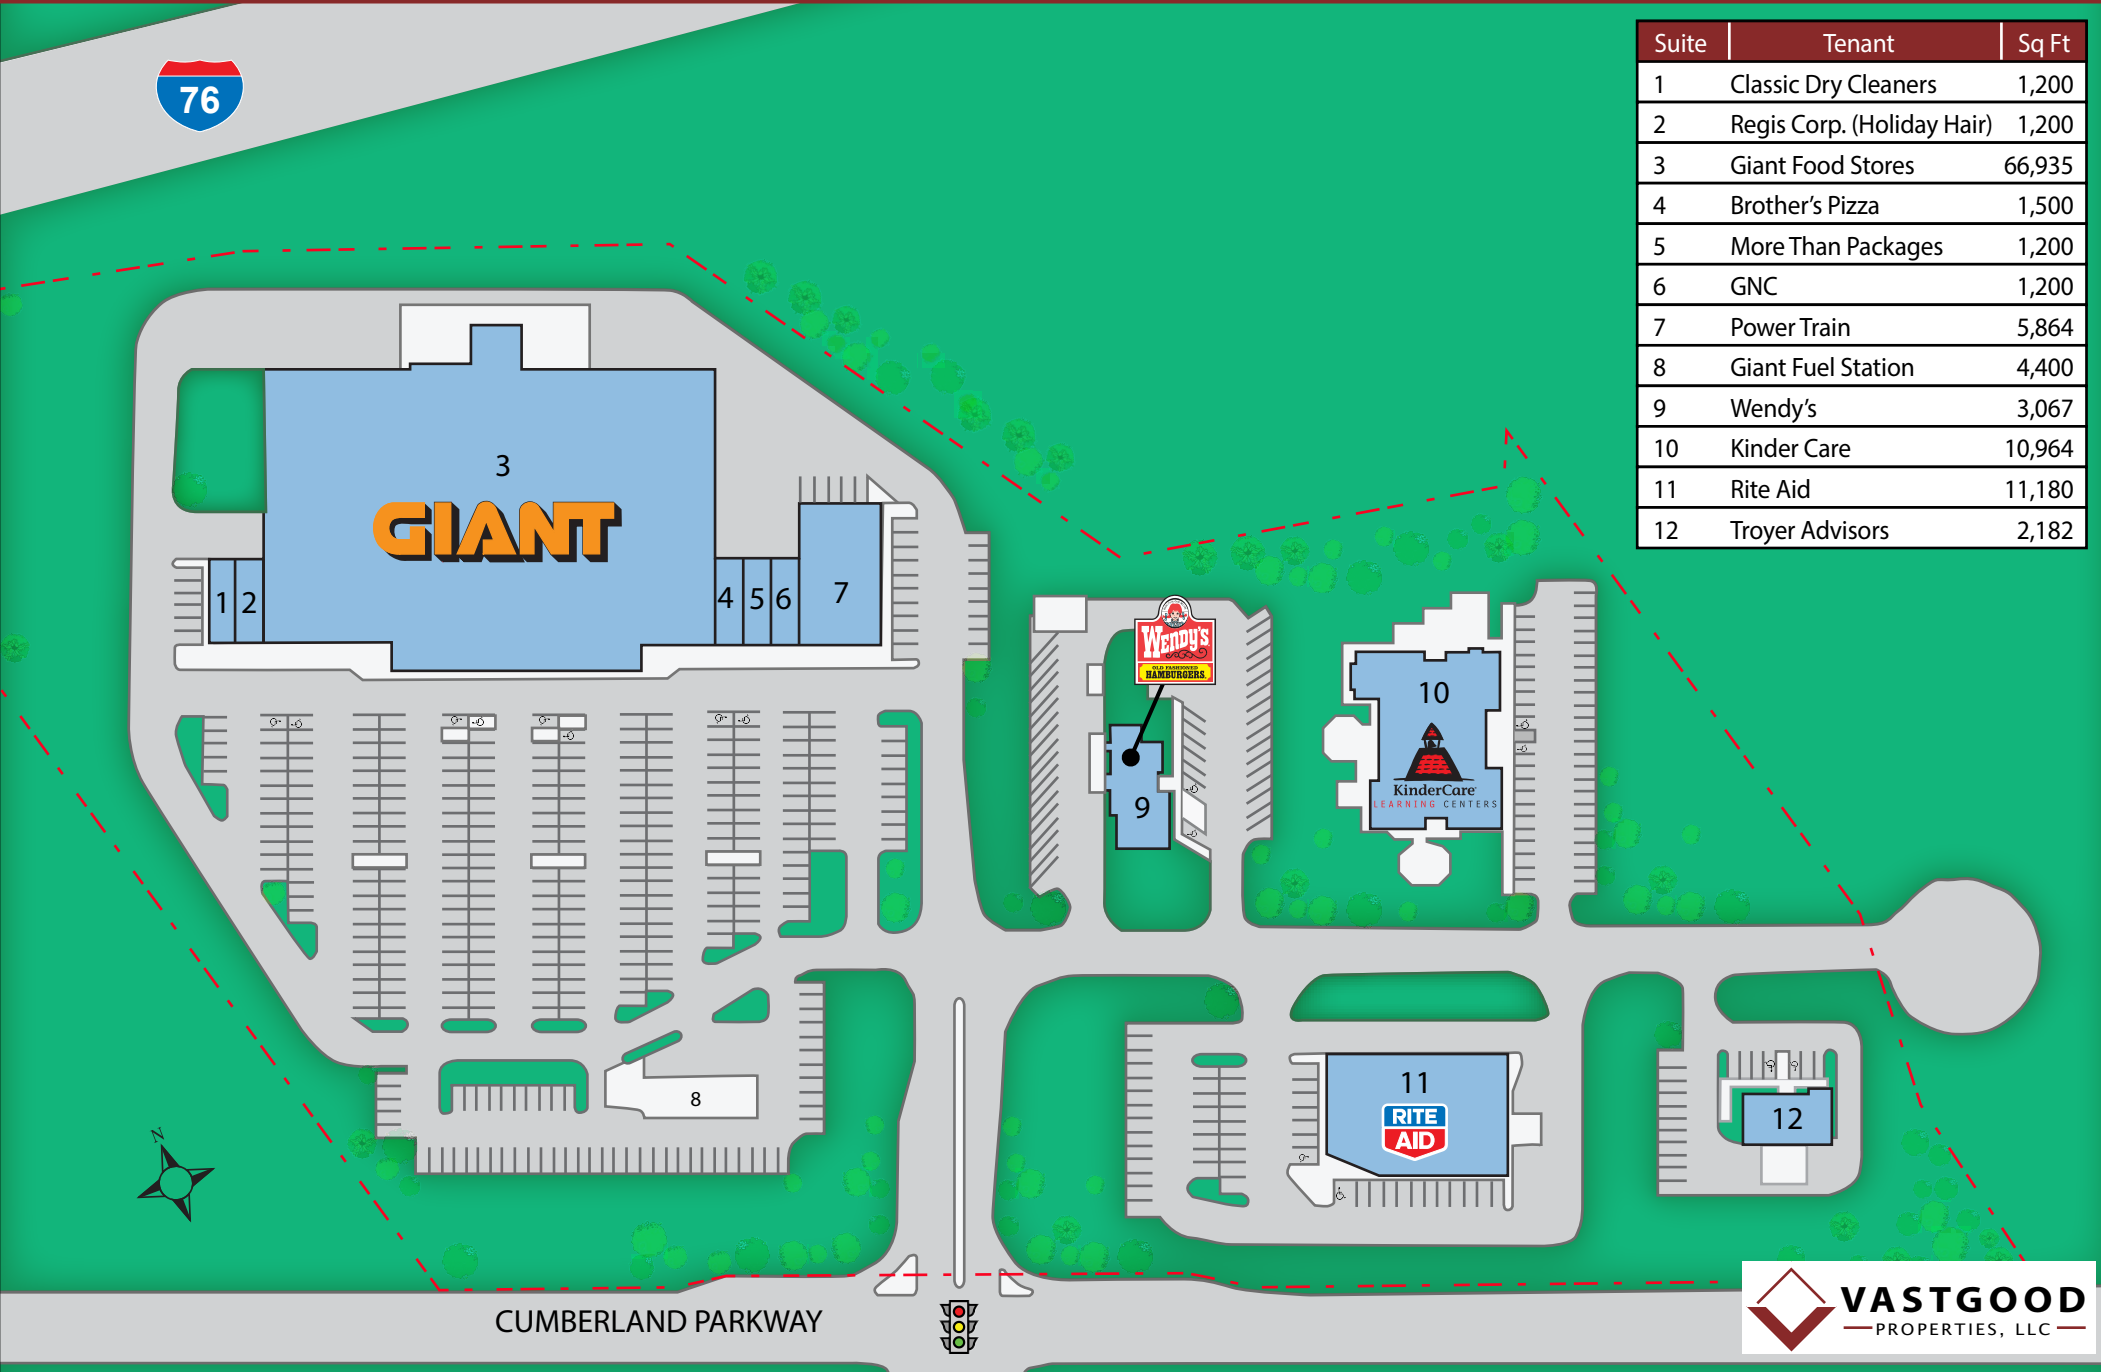 76
Suite Tenant Sq Ft
1 Classic Dry Cleaners 1,200
2 Regis Corp. (Holiday Hair) 1,200
3 Giant Food Stores 66,935
4 Brother's Pizza 1,500
5 More Than Packages 1,200
6 GNC 1,200
7 Power Train 5,864
8 Giant Fuel Station 4,400
9 Wendy's 3,067
10 Kinder Care 10,964
11 Rite Aid 11,180
12 Troyer Advisors 2,182
3
GIANT
1 2
4 5 6 7
WENDY'S
OLD FASHIONED
HAMBURGERS
9
10
KinderCare
LEARNING CENTERS
8
11
RITE
AID
12
N
CUMBERLAND PARKWAY
VASTGOOD
PROPERTIES, LLC